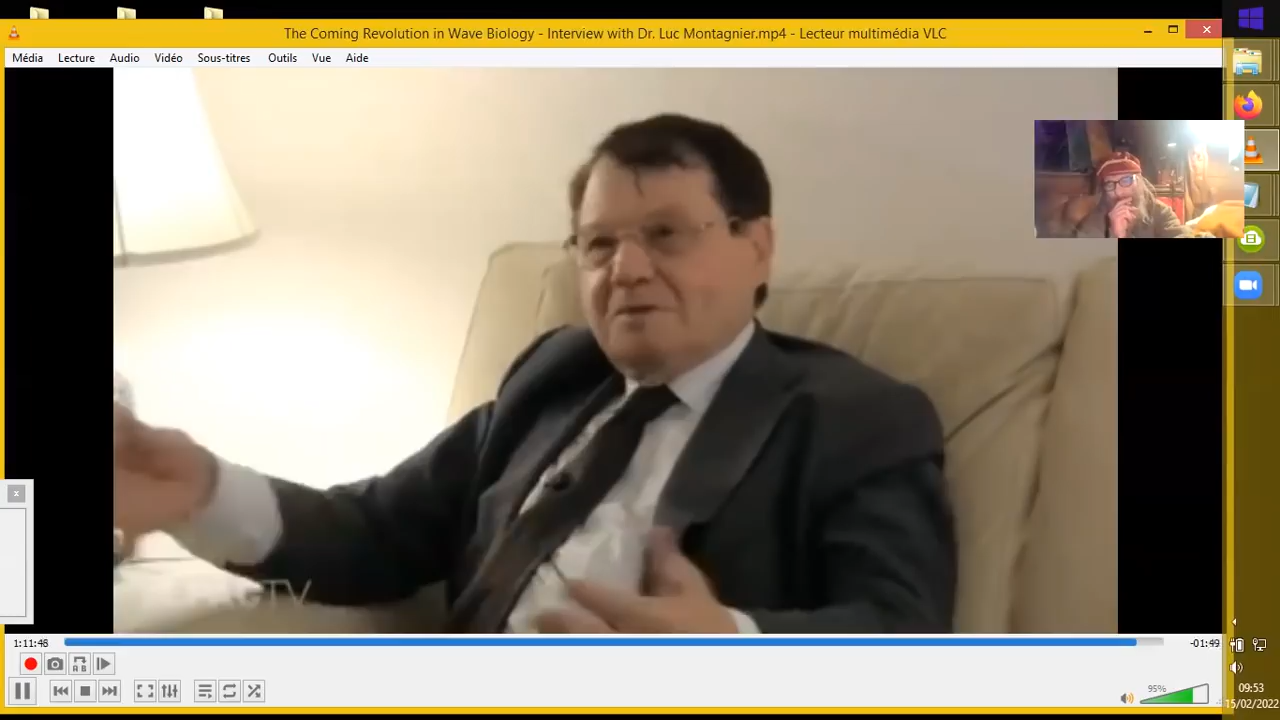 The Coming Revolution in Wave Biology - Interview with Dr. Luc Montagnier.mp4 - Lecteur multimédia VLC
Média Lecture Audio Vidéo Sous-titres Outils Vue Aide
GTV
1:11:48 -01:49
A B
95%
09:53
15/02/2022